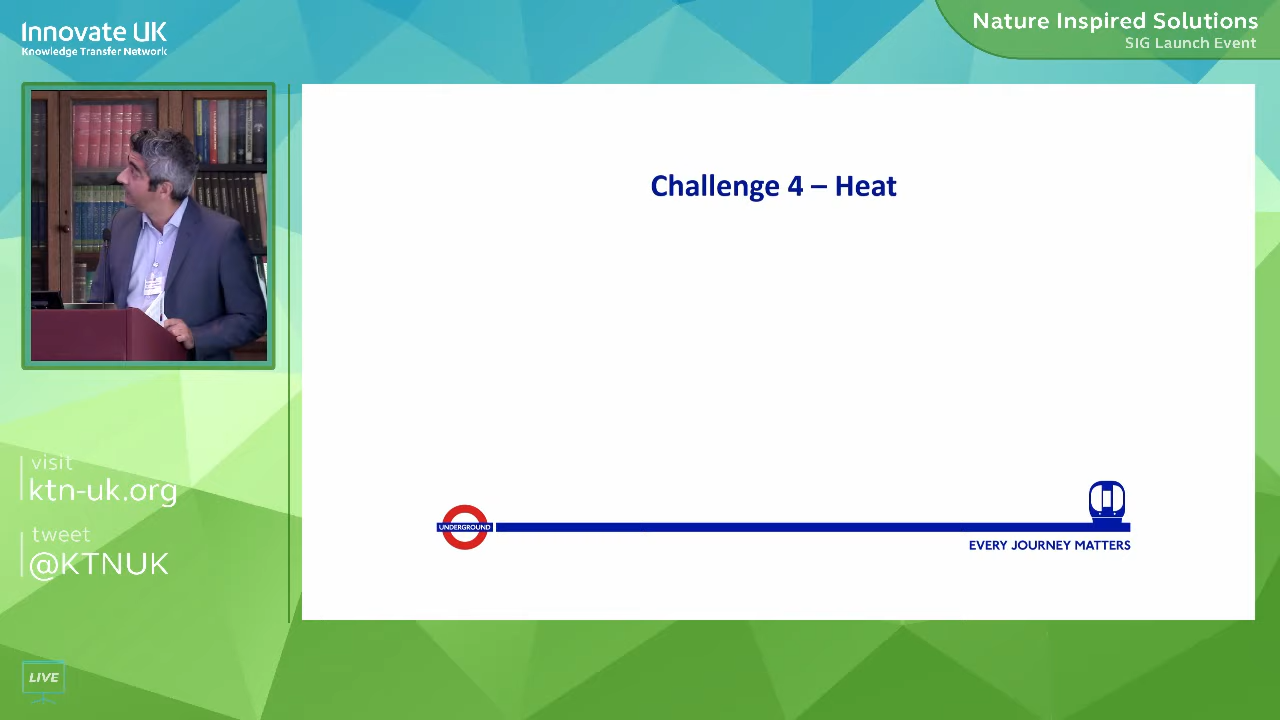 Innovate UK
Knowledge Transfer Network
Nature Inspired Solutions
SIG Launch Event
Challenge 4 – Heat
UNDERGROUND
EVERY JOURNEY MATTERS
visit
ktn-uk.org
tweet
@KTNUK
LIVE